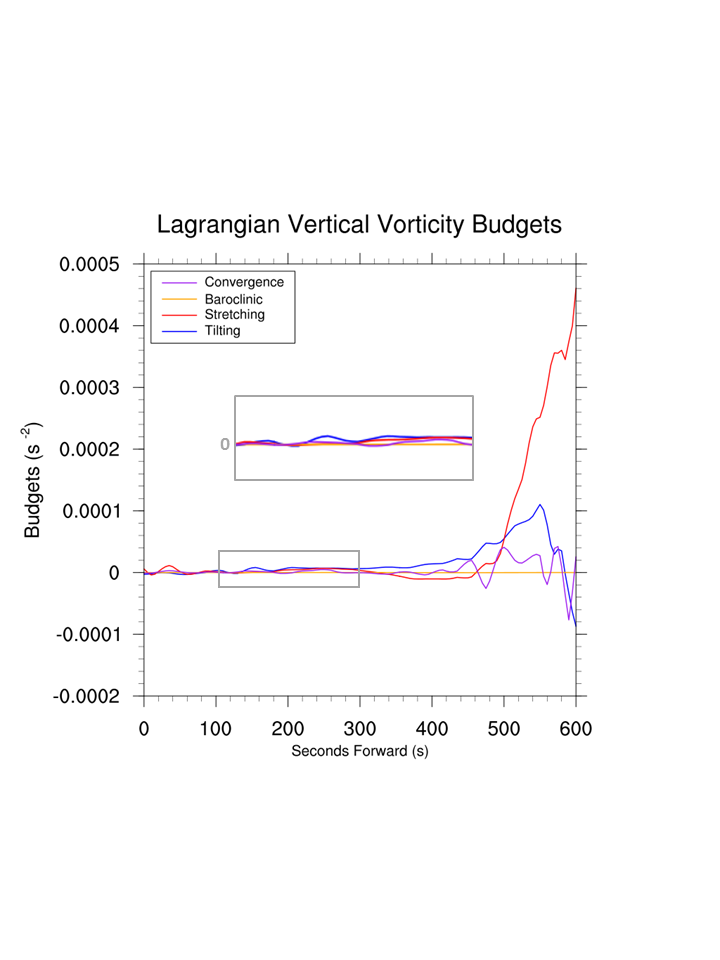 Lagrangian Vertical Vorticity Budgets
0.0005
0.0004
0.0003
0.0002
0.0001
0
-0.0001
-0.0002
Budgets (s⁻²)
Convergence
Baroclinic
Stretching
Tilting
0
0 100 200 300 400 500 600
Seconds Forward (s)